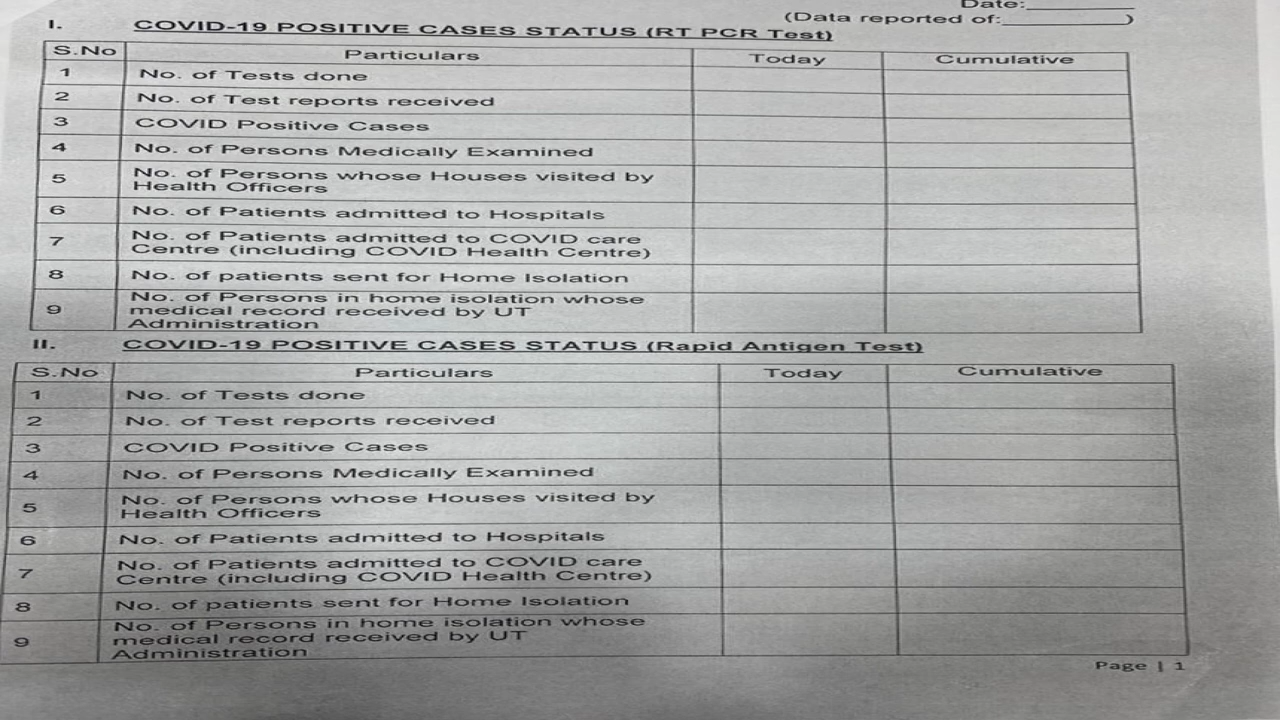 Date:__________
(Data reported of:__________)
I. COVID-19 POSITIVE CASES STATUS (RT PCR Test)
S.No Particulars Today Cumulative
1 No. of Tests done
2 No. of Test reports received
3 COVID Positive Cases
4 No. of Persons Medically Examined
5 No. of Persons whose Houses visited by
Health Officers
6 No. of Patients admitted to Hospitals
7 No. of Patients admitted to COVID care
Centre (including COVID Health Centre)
8 No. of patients sent for Home Isolation
9 No. of Persons in home isolation whose
medical record received by UT
Administration
II. COVID-19 POSITIVE CASES STATUS (Rapid Antigen Test)
S.No Particulars Today Cumulative
1 No. of Tests done
2 No. of Test reports received
3 COVID Positive Cases
4 No. of Persons Medically Examined
5 No. of Persons whose Houses visited by
Health Officers
6 No. of Patients admitted to Hospitals
7 No. of Patients admitted to COVID care
Centre (including COVID Health Centre)
8 No. of patients sent for Home Isolation
9 No. of Persons in home isolation whose
medical record received by UT
Administration
Page | 1